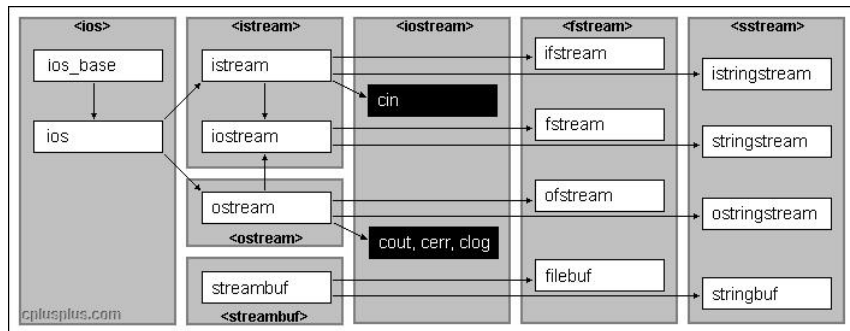 <ios>
ios_base
ios
cplusplus.com
<istream>
istream
iostream
ostream
<ostream>
streambuf
<streambuf>
<iostream>
cin
cout, cerr, clog
<fstream>
ifstream
fstream
ofstream
filebuf
<sstream>
istringstream
stringstream
ostringstream
stringbuf